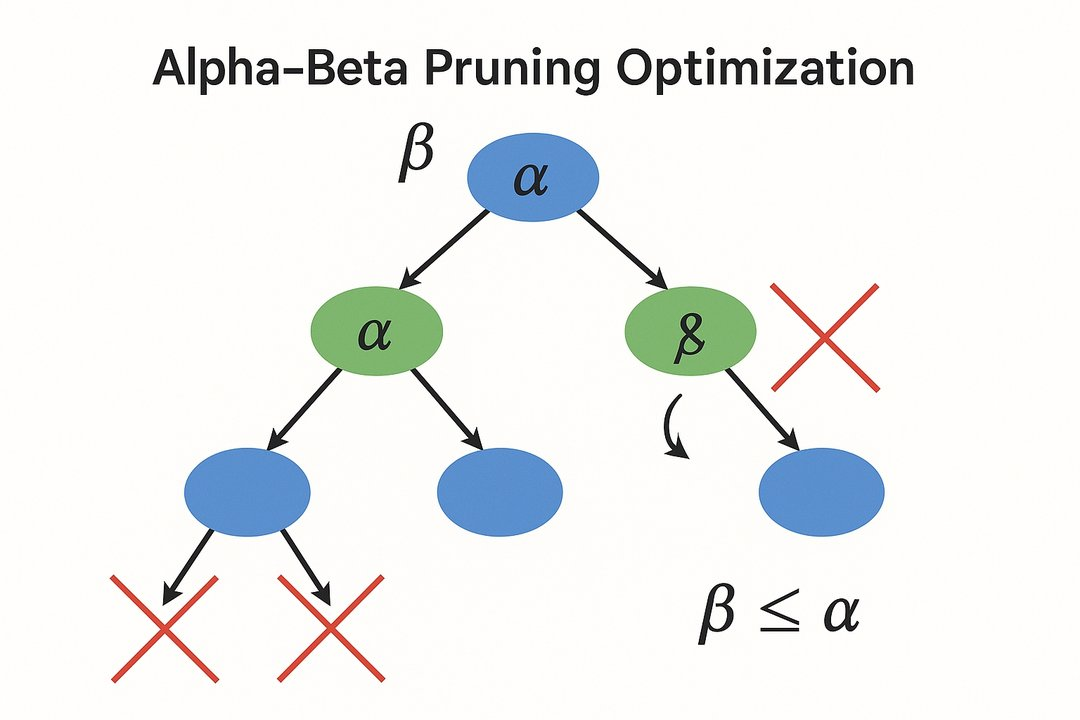 Alpha–Beta Pruning Optimization
β
α
α
β ≤ α